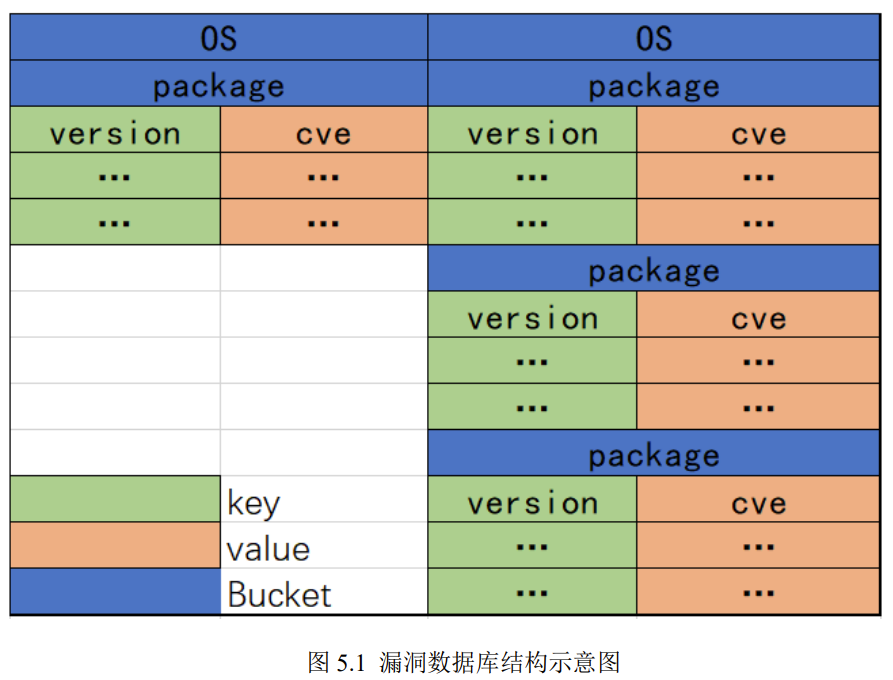 OS OS
package package
version cve version cve
... ... ... ...
... ... ... ...
package
version cve
... ...
... ...
package
key version cve
value ... ...
Bucket ... ...
图 5.1 漏洞数据库结构示意图